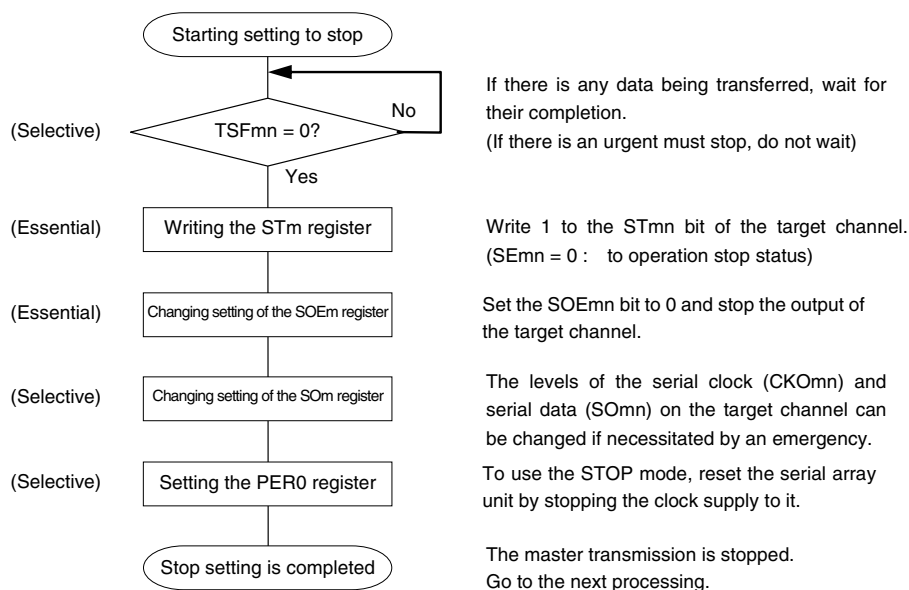 Starting setting to stop
No
If there is any data being transferred, wait for
their completion.
(If there is an urgent must stop, do not wait)
(Selective)
TSFmn = 0?
Yes
(Essential)
Writing the STm register
Write 1 to the STmn bit of the target channel.
(SEmn = 0 : to operation stop status)
(Essential)
Changing setting of the SOEm register
Set the SOEmn bit to 0 and stop the output of
the target channel.
(Selective)
Changing setting of the SOm register
The levels of the serial clock (CKOmn) and
serial data (SOmn) on the target channel can
be changed if necessitated by an emergency.
(Selective)
Setting the PER0 register
To use the STOP mode, reset the serial array
unit by stopping the clock supply to it.
Stop setting is completed
The master transmission is stopped.
Go to the next processing.